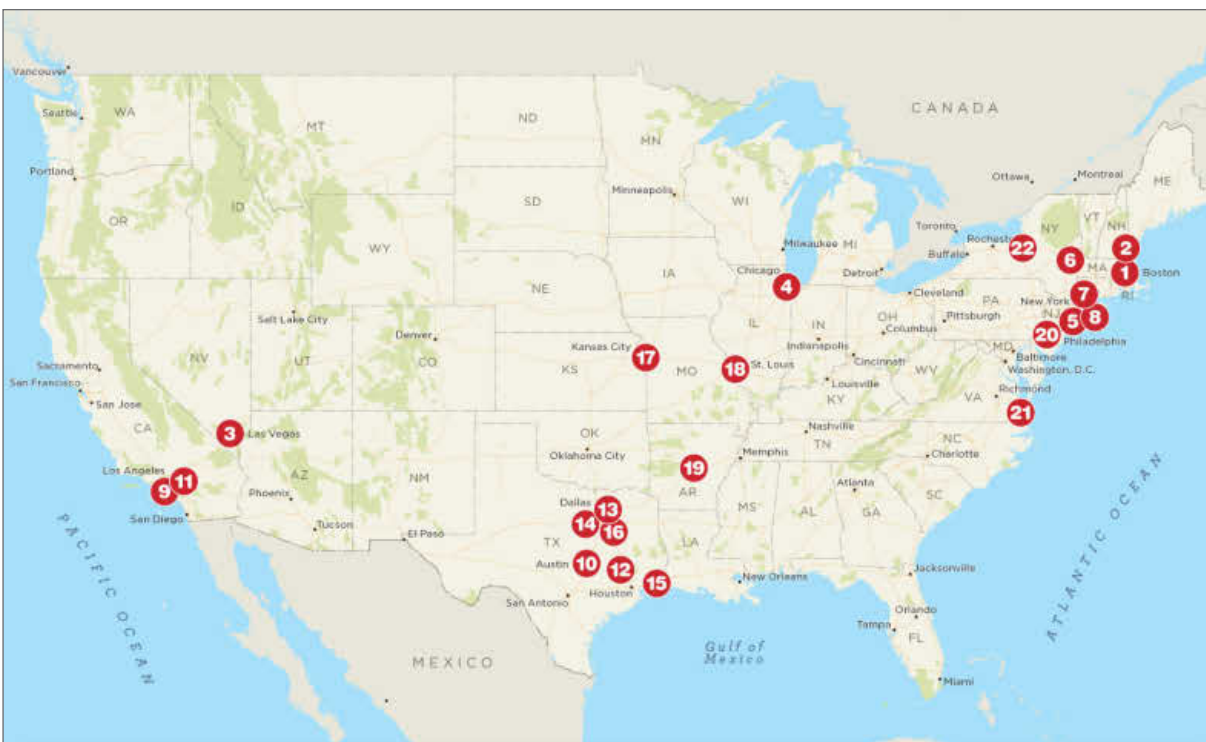 Vancouver
CANADA
Seattle
WA
MT
ND
MN
Ottawa
Montreal
ME
Portland
Minneapolis
VT
NH
OR
ID
SD
WI
Toronto
NY
Rochester
22
2
WY
Milwaukee
MI
Buffalo
6
MA
1
Boston
IA
Chicago
4
Detroit
Cleveland
PA
New York
7
RI
NE
Salt Lake City
NV
UT
Denver
CO
IL
IN
OH
Columbus
Pittsburgh
NJ
5
8
Sacramento
San Francisco
San Jose
Kansas City
17
KS
MO
18
St. Louis
Indianapolis
Cincinnati
20
Philadelphia
MD
Baltimore
Washington, D.C.
WV
Louisville
KY
VA
Richmond
21
CA
3
Las Vegas
OK
Oklahoma City
Nashville
TN
NC
Charlotte
Los Angeles
9
11
AZ
Phoenix
NM
19
AR
Memphis
Atlanta
SC
San Diego
Tucson
El Paso
Dallas
13
14
16
TX
MS
AL
GA
LA
Austin
10
12
15
Houston
San Antonio
New Orleans
Jacksonville
Orlando
Tampa
FL
Miami
PACIFIC OCEAN
MEXICO
Gulf of
Mexico
ATLANTIC OCEAN